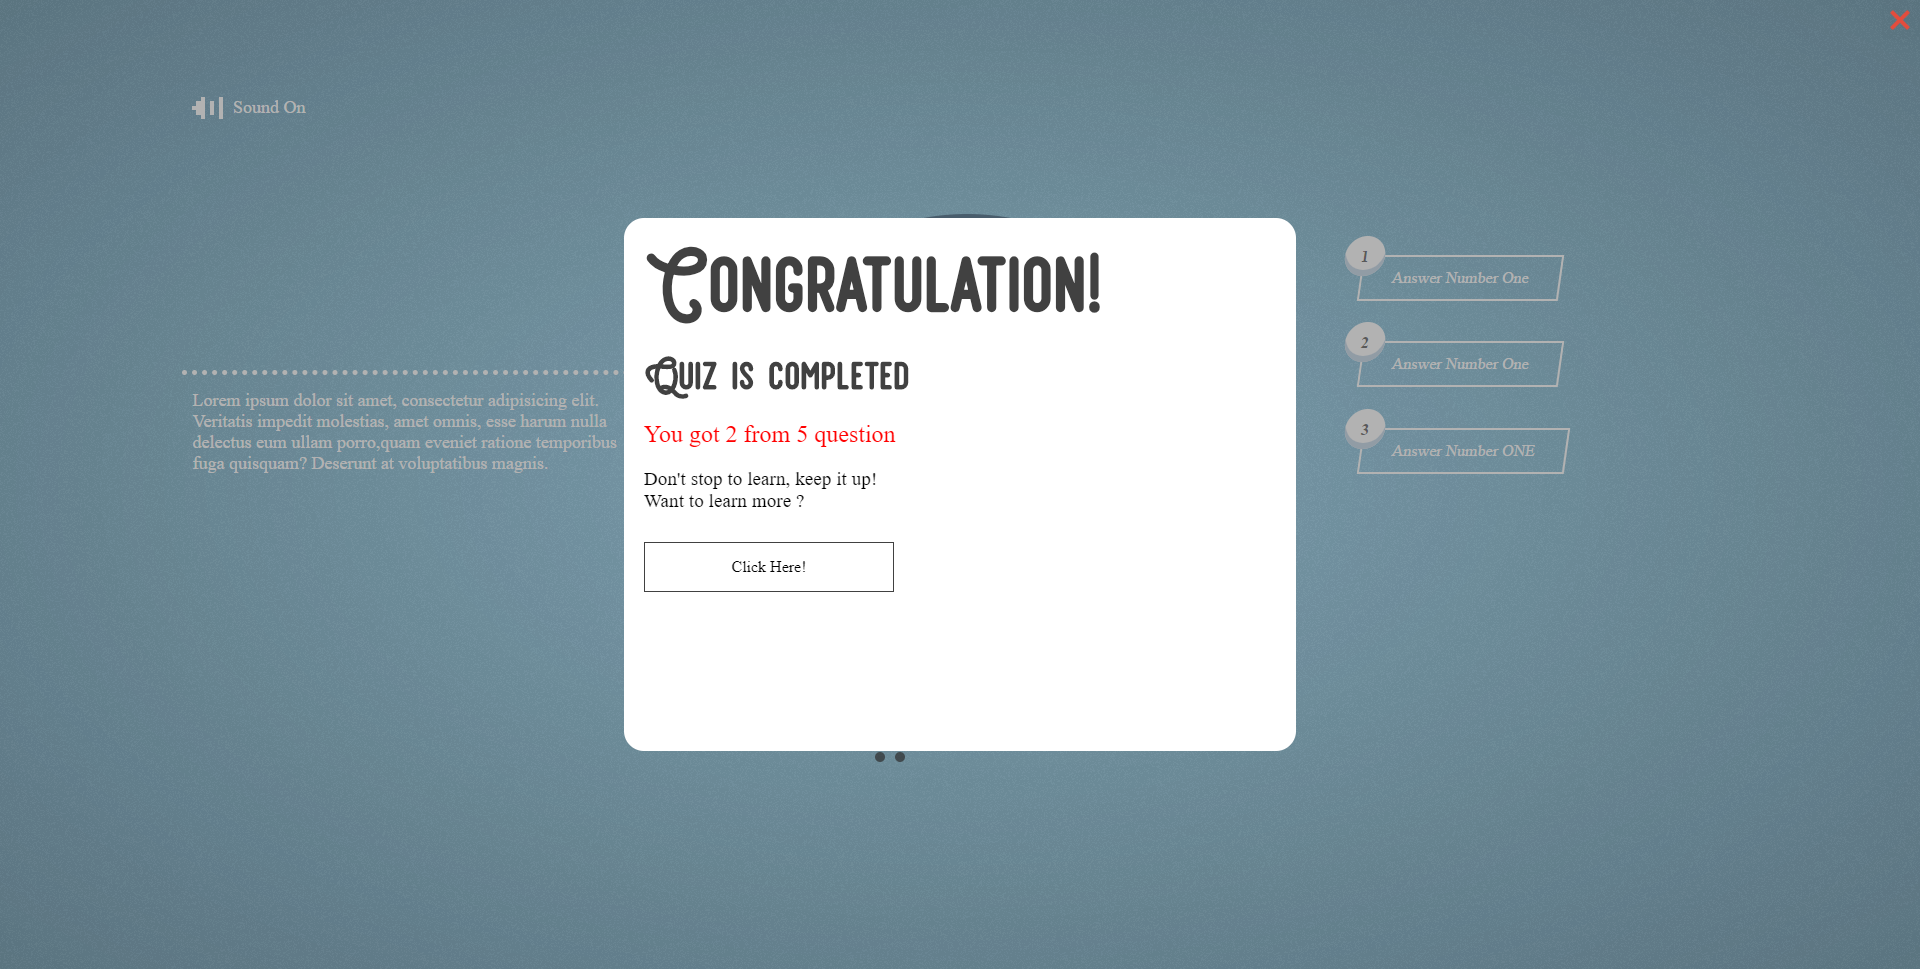 Sound On
Lorem ipsum dolor sit amet, consectetur adipisicing elit.
Veritatis impedit molestias, amet omnis, esse harum nulla
delectus eum ullam porro,quam eveniet ratione temporibus
fuga quisquam? Deserunt at voluptatibus magnis.
Congratulation!
Quiz is completed
You got 2 from 5 question
Don't stop to learn, keep it up!
Want to learn more ?
Click Here!
1
Answer Number One
2
Answer Number One
3
Answer Number ONE